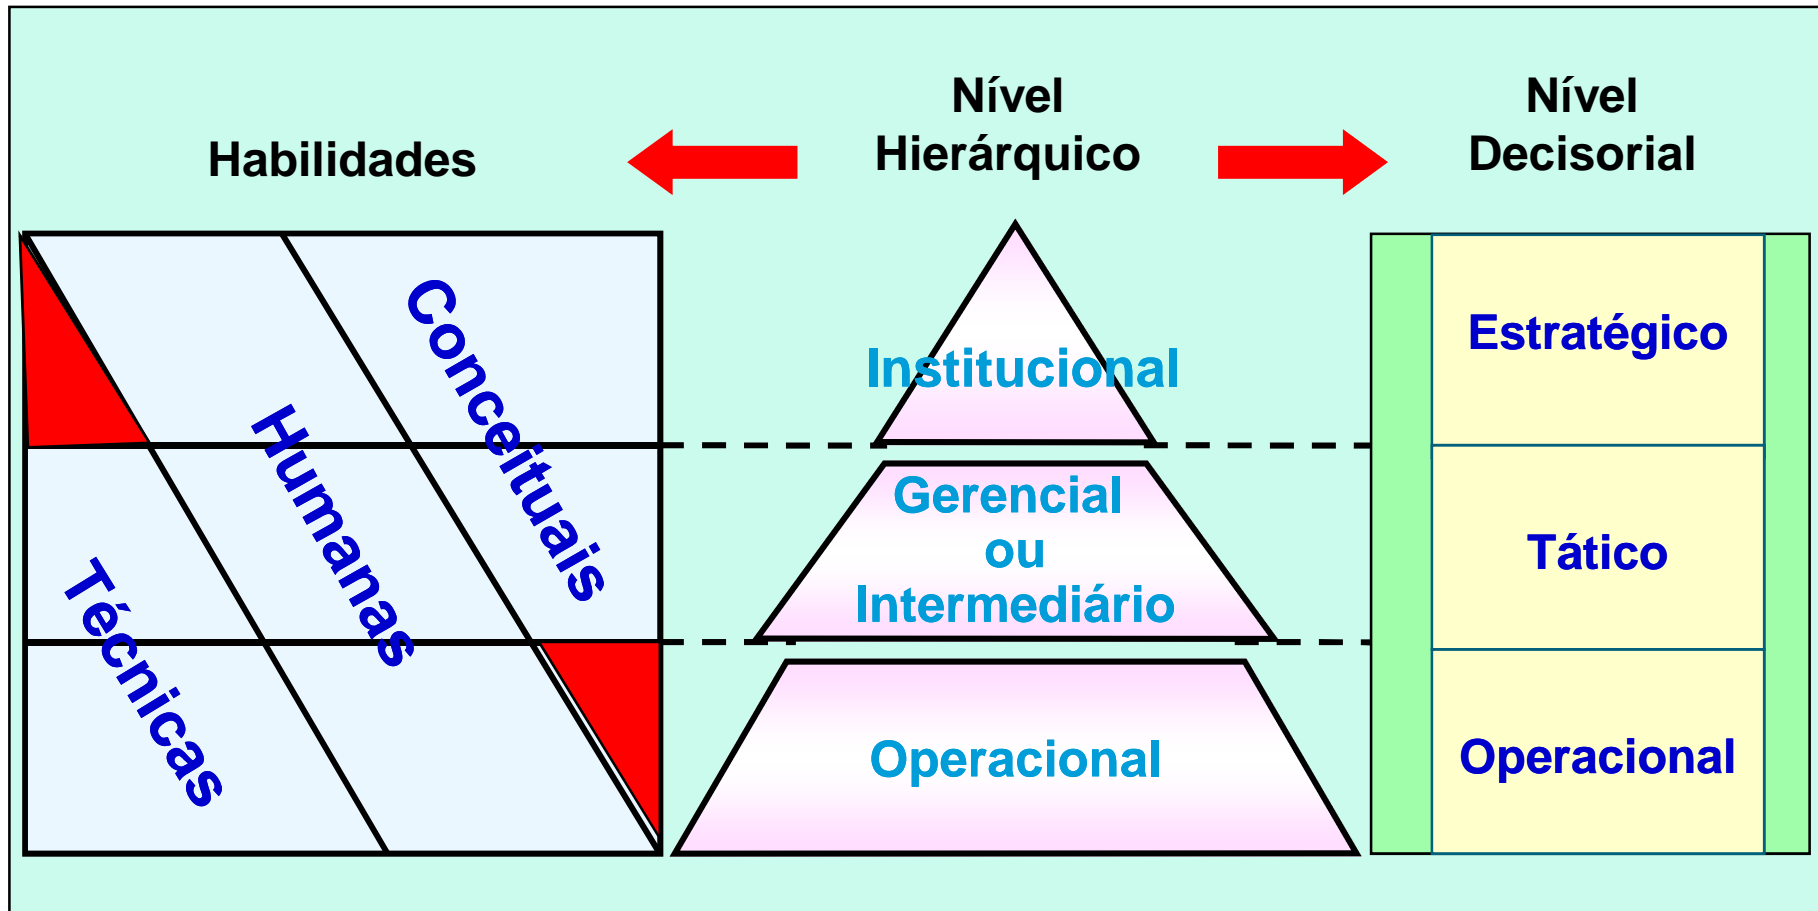 Habilidades
Nível
Hierárquico
Nível
Decisorial
Conceituais
Humanas
Técnicas
Institucional
Gerencial
ou
Intermediário
Operacional
Estratégico
Tático
Operacional